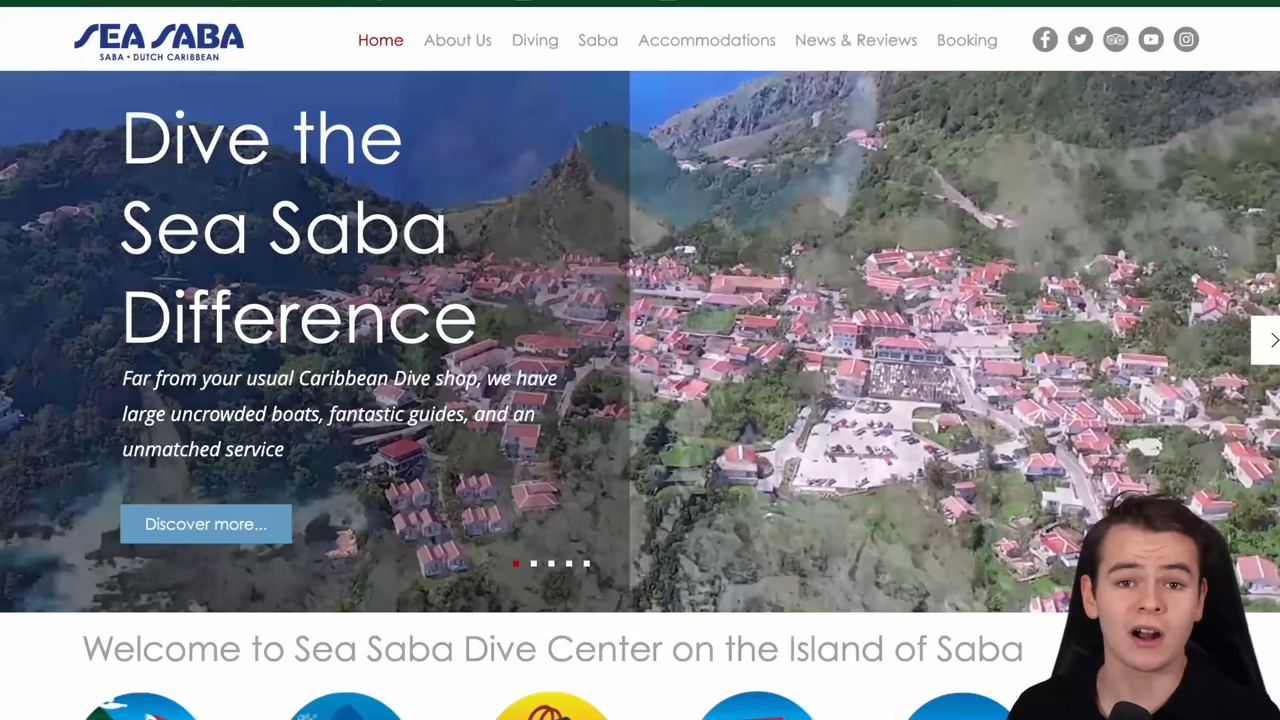 SEA SABA
SABA • DUTCH CARIBBEAN
Home About Us Diving Saba Accommodations News & Reviews Booking
Dive the
Sea Saba
Difference
Far from your usual Caribbean Dive shop, we have
large uncrowded boats, fantastic guides, and an
unmatched service
Discover more...
Welcome to Sea Saba Dive Center on the Island of Saba